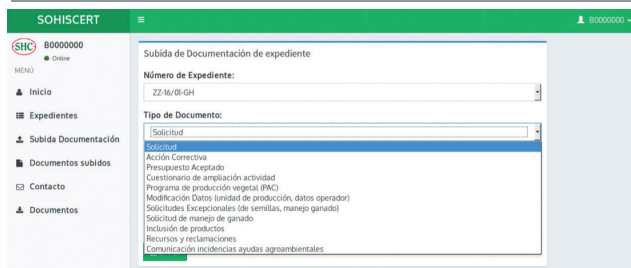 SOHISCERT
B0000000
SHC
B0000000
Online
MENÚ
Inicio
Expedientes
Subida Documentación
Documentos subidos
Contacto
Documentos
Subida de Documentación de expediente
Número de Expediente:
ZZ-16/01-GH
Tipo de Documento:
Solicitud
Solicitud
Acción Correctiva
Presupuesto Aceptado
Cuestionario de ampliación actividad
Programa de producción vegetal (PAC)
Modificación Datos (unidad de producción, datos operador)
Solicitudes Excepcionales (de semillas, manejo ganado)
Solicitud de manejo de ganado
Inclusión de productos
Recursos y reclamaciones
Comunicación incidencias ayudas agroambientales